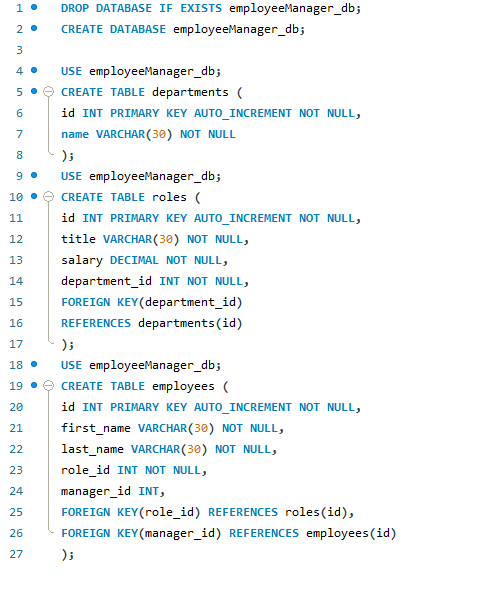 1 DROP DATABASE IF EXISTS employeeManager_db;
2 CREATE DATABASE employeeManager_db;
3
4 USE employeeManager_db;
5 CREATE TABLE departments (
6 id INT PRIMARY KEY AUTO_INCREMENT NOT NULL,
7 name VARCHAR(30) NOT NULL
8 );
9 USE employeeManager_db;
10 CREATE TABLE roles (
11 id INT PRIMARY KEY AUTO_INCREMENT NOT NULL,
12 title VARCHAR(30) NOT NULL,
13 salary DECIMAL NOT NULL,
14 department_id INT NOT NULL,
15 FOREIGN KEY(department_id)
16 REFERENCES departments(id)
17 );
18 USE employeeManager_db;
19 CREATE TABLE employees (
20 id INT PRIMARY KEY AUTO_INCREMENT NOT NULL,
21 first_name VARCHAR(30) NOT NULL,
22 last_name VARCHAR(30) NOT NULL,
23 role_id INT NOT NULL,
24 manager_id INT,
25 FOREIGN KEY(role_id) REFERENCES roles(id),
26 FOREIGN KEY(manager_id) REFERENCES employees(id)
27 );